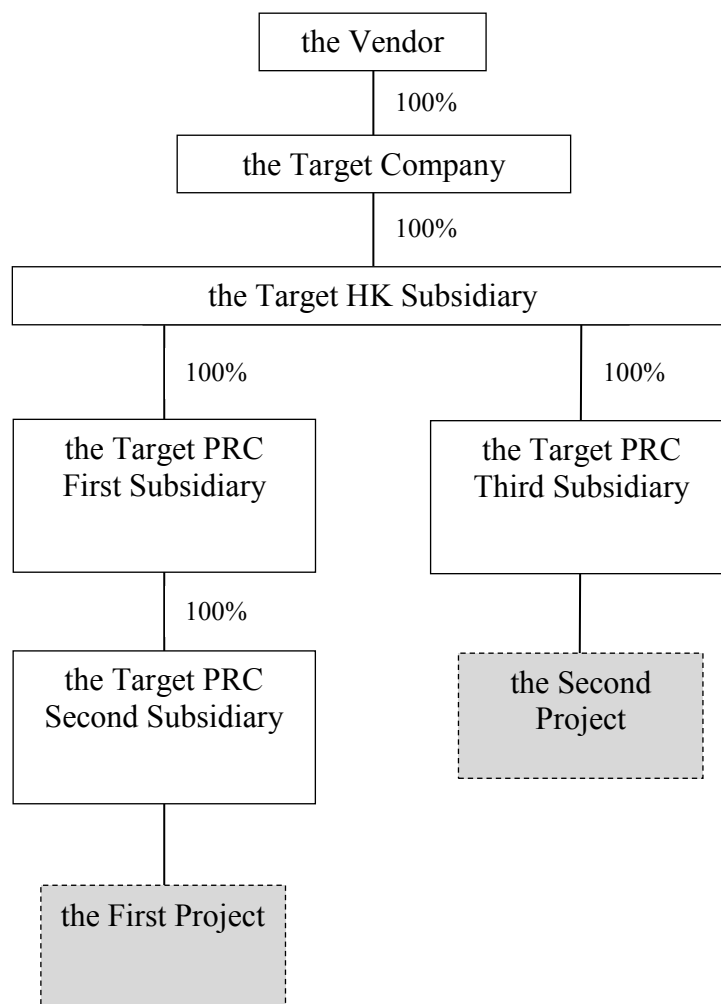 the Vendor
100%
the Target Company
100%
the Target HK Subsidiary
100%
100%
the Target PRC
First Subsidiary
the Target PRC
Third Subsidiary
100%
the Target PRC
Second Subsidiary
the Second
Project
the First Project